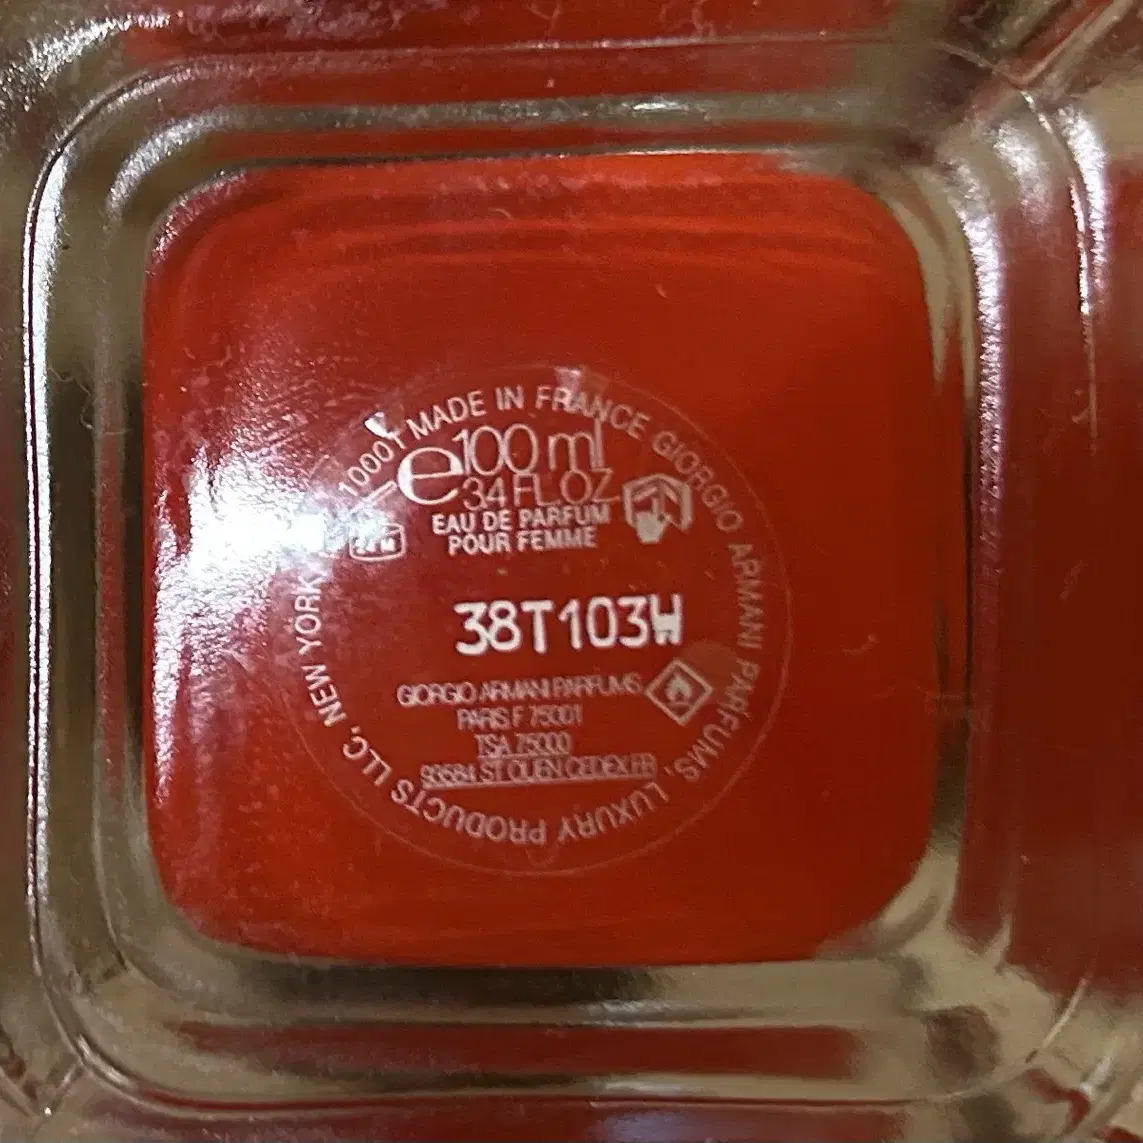 MADE IN FRANCE GIORGIO ARMANI PARFUMS, LUXURY PRODUCTS LLC, NEW YORK 10001
e 100 ml
3.4 FL.OZ
EAU DE PARFUM
POUR FEMME
38T103W
GIORGIO ARMANI PARFUMS
PARIS F 75001
TSA 75000
93584 ST OUEN CEDEX FR